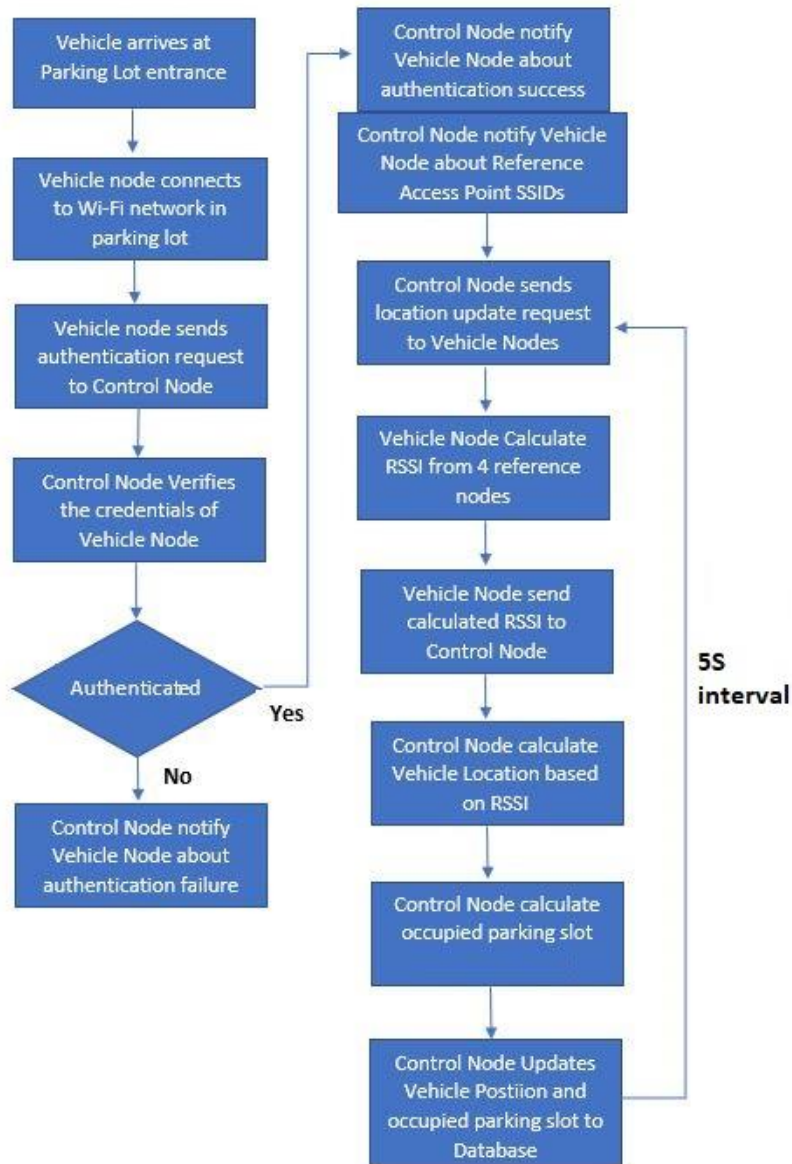 Vehicle arrives at
Parking Lot entrance
Vehicle node connects
to Wi-Fi network in
parking lot
Vehicle node sends
authentication request
to Control Node
Control Node Verifies
the credentials of
Vehicle Node
Authenticated
Yes
No
Control Node notify
Vehicle Node about
authentication failure
Control Node notify
Vehicle Node about
authentication success
Control Node notify Vehicle
Node about Reference
Access Point SSIDs
Control Node sends
location update request
to Vehicle Nodes
Vehicle Node Calculate
RSSI from 4 reference
nodes
Vehicle Node send
calculated RSSI to
Control Node
Control Node calculate
Vehicle Location based
on RSSI
Control Node calculate
occupied parking slot
Control Node Updates
Vehicle Postiion and
occupied parking slot to
Database
5S
interval